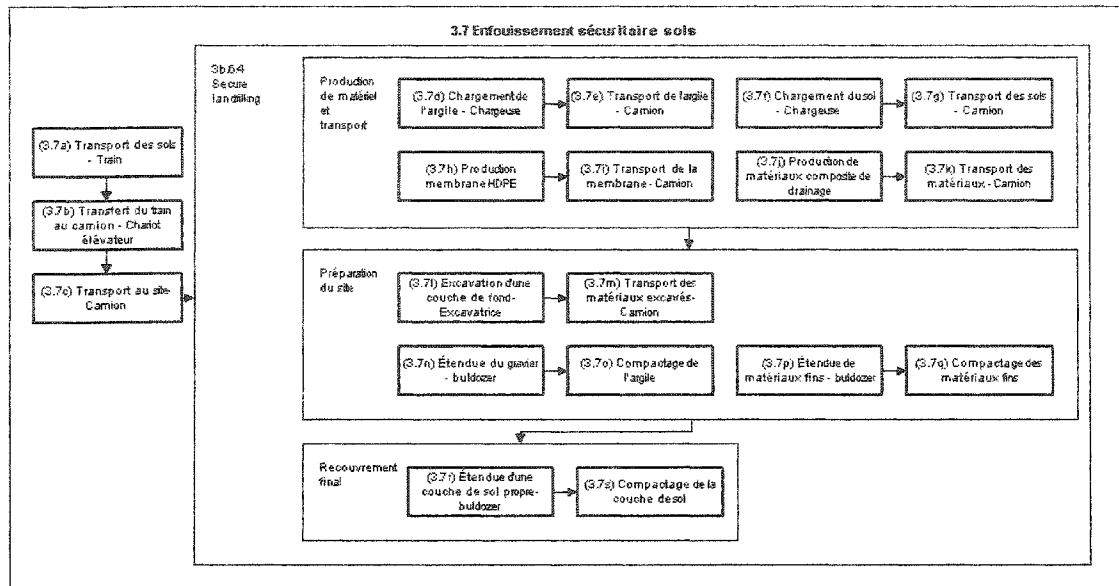 3.7 Enfouissement sécuritaire sols
3b.6.4
Secure
landfilling
Production
de matériel
et
transport
(3.7d) Chargement de
l'argile - Chargeuse
(3.7e) Transport de l'argile
- Camion
(3.7f) Chargement du sol -
Chargeuse
(3.7g) Transport des sols -
Camion
(3.7a) Transport des sols
- Train
(3.7h) Production
membrane HDPE
(3.7i) Transport de la
membrane - Camion
(3.7j) Production de
matériaux composite de
drainage
(3.7k) Transport des
matériaux - Camion
(3.7b) Transfert du train
au camion - Chariot
élévateur
(3.7c) Transport au site-
Camion
Préparation
du site
(3.7l) Excavation d'une
couche de fond-
Excavatrice
(3.7m) Transport des
matériaux excavés-
Camion
(3.7n) Étendue du gravier
- buldozer
(3.7o) Compactage de
l'argile
(3.7p) Étendue de
matériaux fins - buldozer
(3.7q) Compactage des
matériaux fins
Recouvrement
final
(3.7r) Étendue d'une
couche de sol propre-
buldozer
(3.7s) Compactage de la
couche de sol